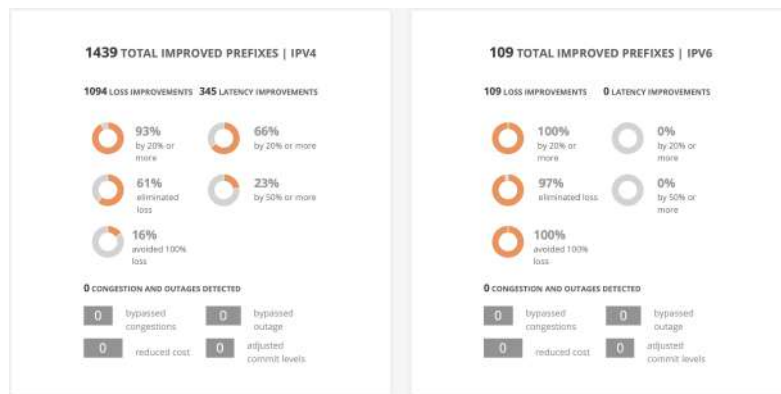 1439 TOTAL IMPROVED PREFIXES | IPV4
1094 LOSS IMPROVEMENTS 345 LATENCY IMPROVEMENTS
93%
by 20% or
more
66%
by 20% or more
61%
eliminated
loss
23%
by 50% or more
16%
avoided 100%
loss
0 CONGESTION AND OUTAGES DETECTED
0 bypassed
congestions
0 bypassed
outage
0 reduced cost
0 adjusted
commit levels
109 TOTAL IMPROVED PREFIXES | IPV6
109 LOSS IMPROVEMENTS 0 LATENCY IMPROVEMENTS
100%
by 20% or
more
0%
by 20% or
more
97%
eliminated loss
0%
by 50% or
more
100%
avoided 100%
loss
0 CONGESTION AND OUTAGES DETECTED
0 bypassed
congestions
0 bypassed
outage
0 reduced cost
0 adjusted
commit levels